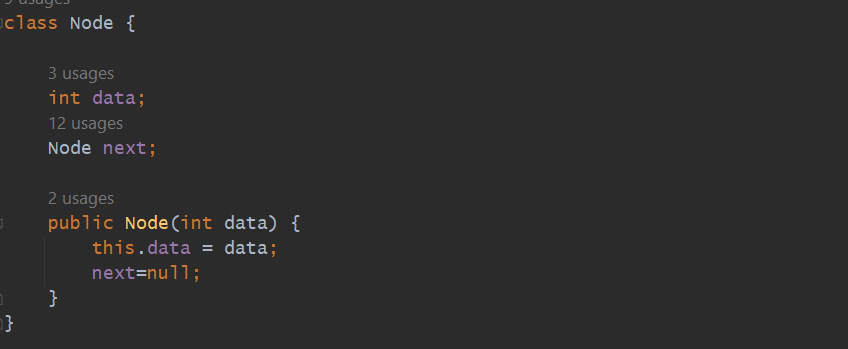 9 usages
class Node {
3 usages
int data;
12 usages
Node next;
2 usages
public Node(int data) {
this.data = data;
next=null;
}
}